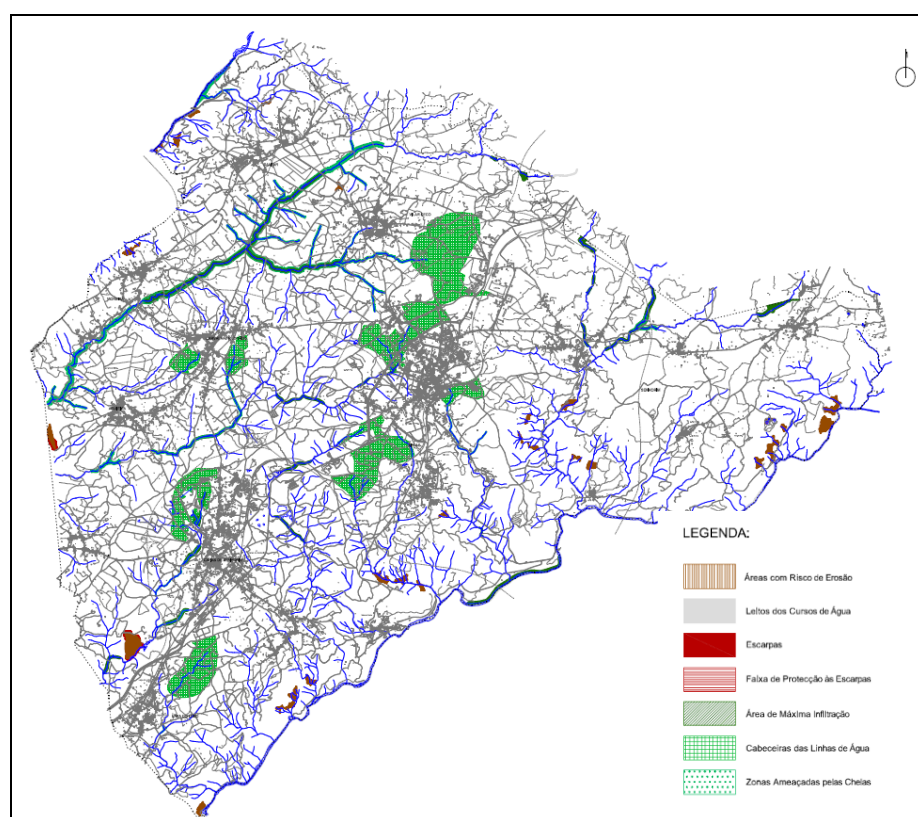 LEGENDA:
Áreas com Risco de Erosão
Leitos dos Cursos de Água
Escarpas
Faixa de Protecção às Escarpas
Área de Máxima Infiltração
Cabeceiras das Linhas de Água
Zonas Ameaçadas pelas Cheias